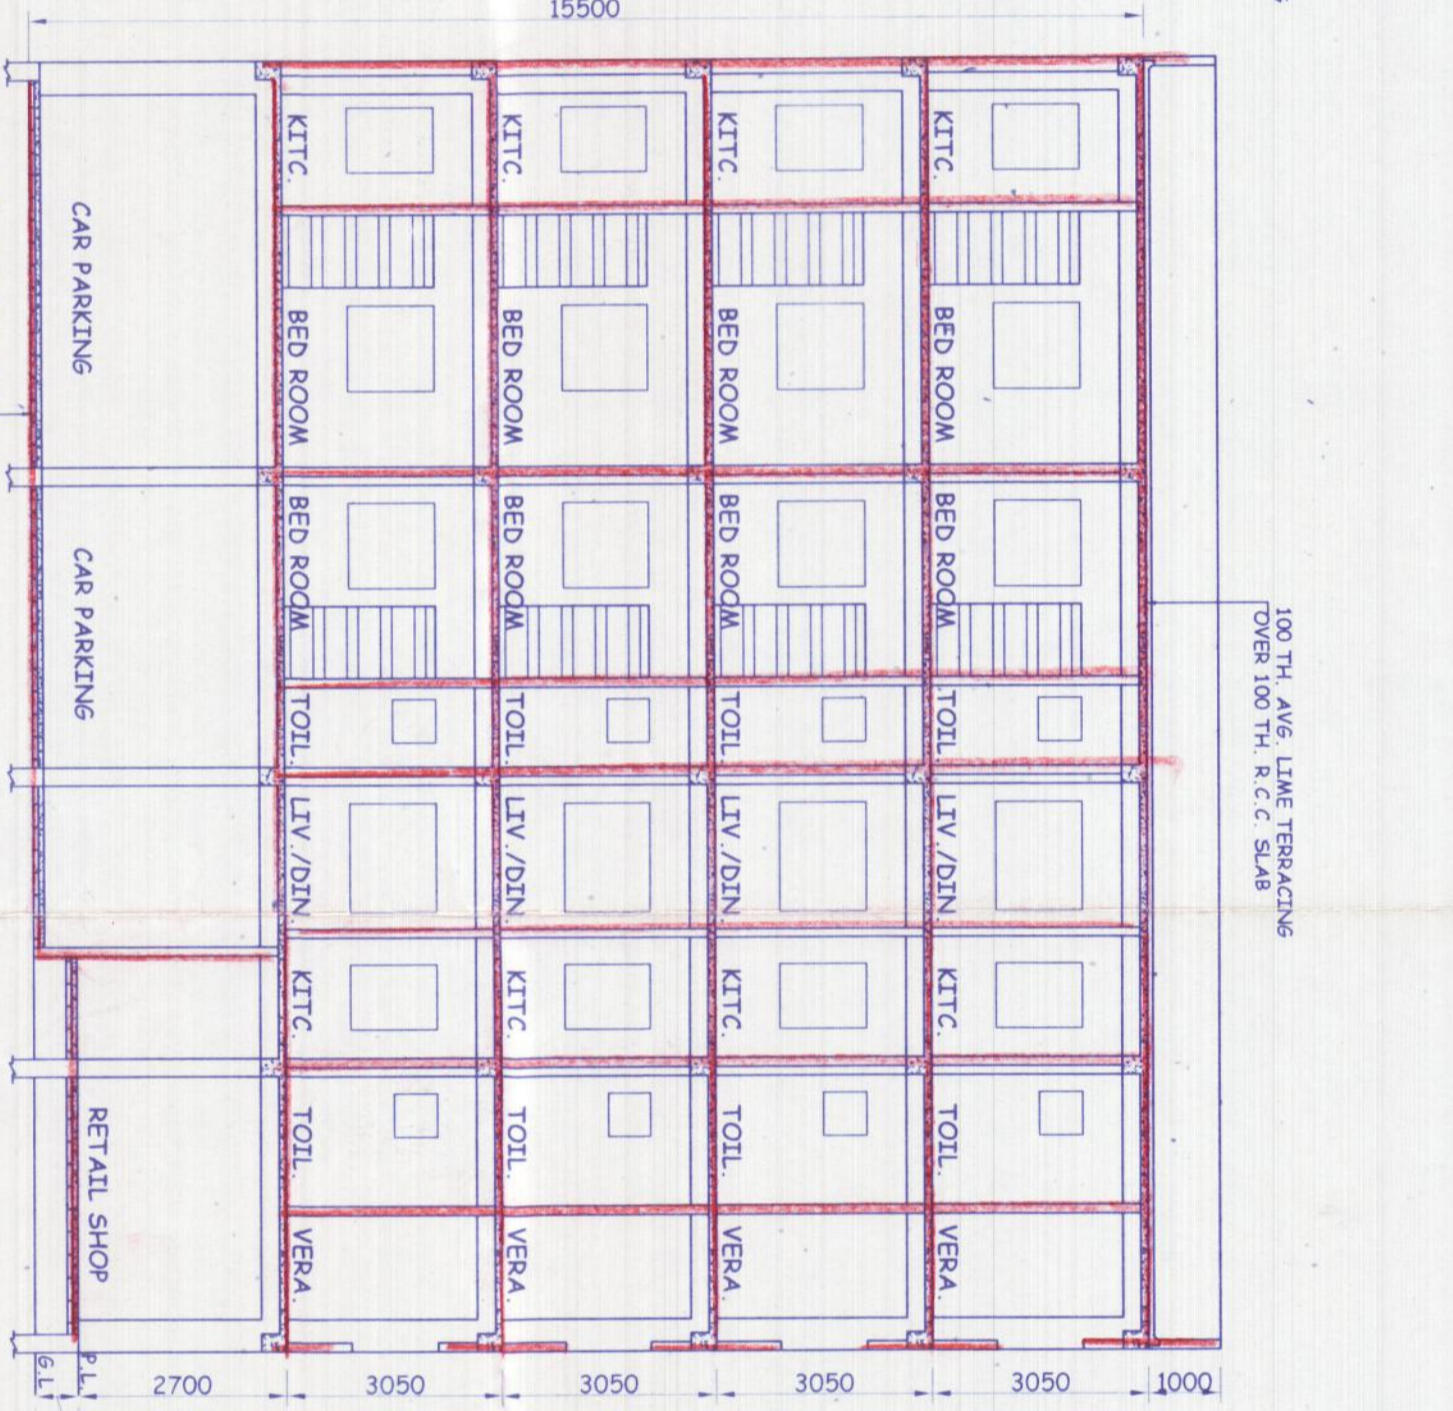 15500
100 TH. AVG. LIME TERRACING
OVER 100 TH. R.C.C. SLAB
KITC. BED ROOM BED ROOM TOIL. LIV./DIN. KITC. TOIL. VERA.
KITC. BED ROOM BED ROOM TOIL. LIV./DIN. KITC. TOIL. VERA.
KITC. BED ROOM BED ROOM TOIL. LIV./DIN. KITC. TOIL. VERA.
KITC. BED ROOM BED ROOM TOIL. LIV./DIN. KITC. TOIL. VERA.
CAR PARKING CAR PARKING RETAIL SHOP
P.L.
G.L
2700 3050 3050 3050 3050 1000